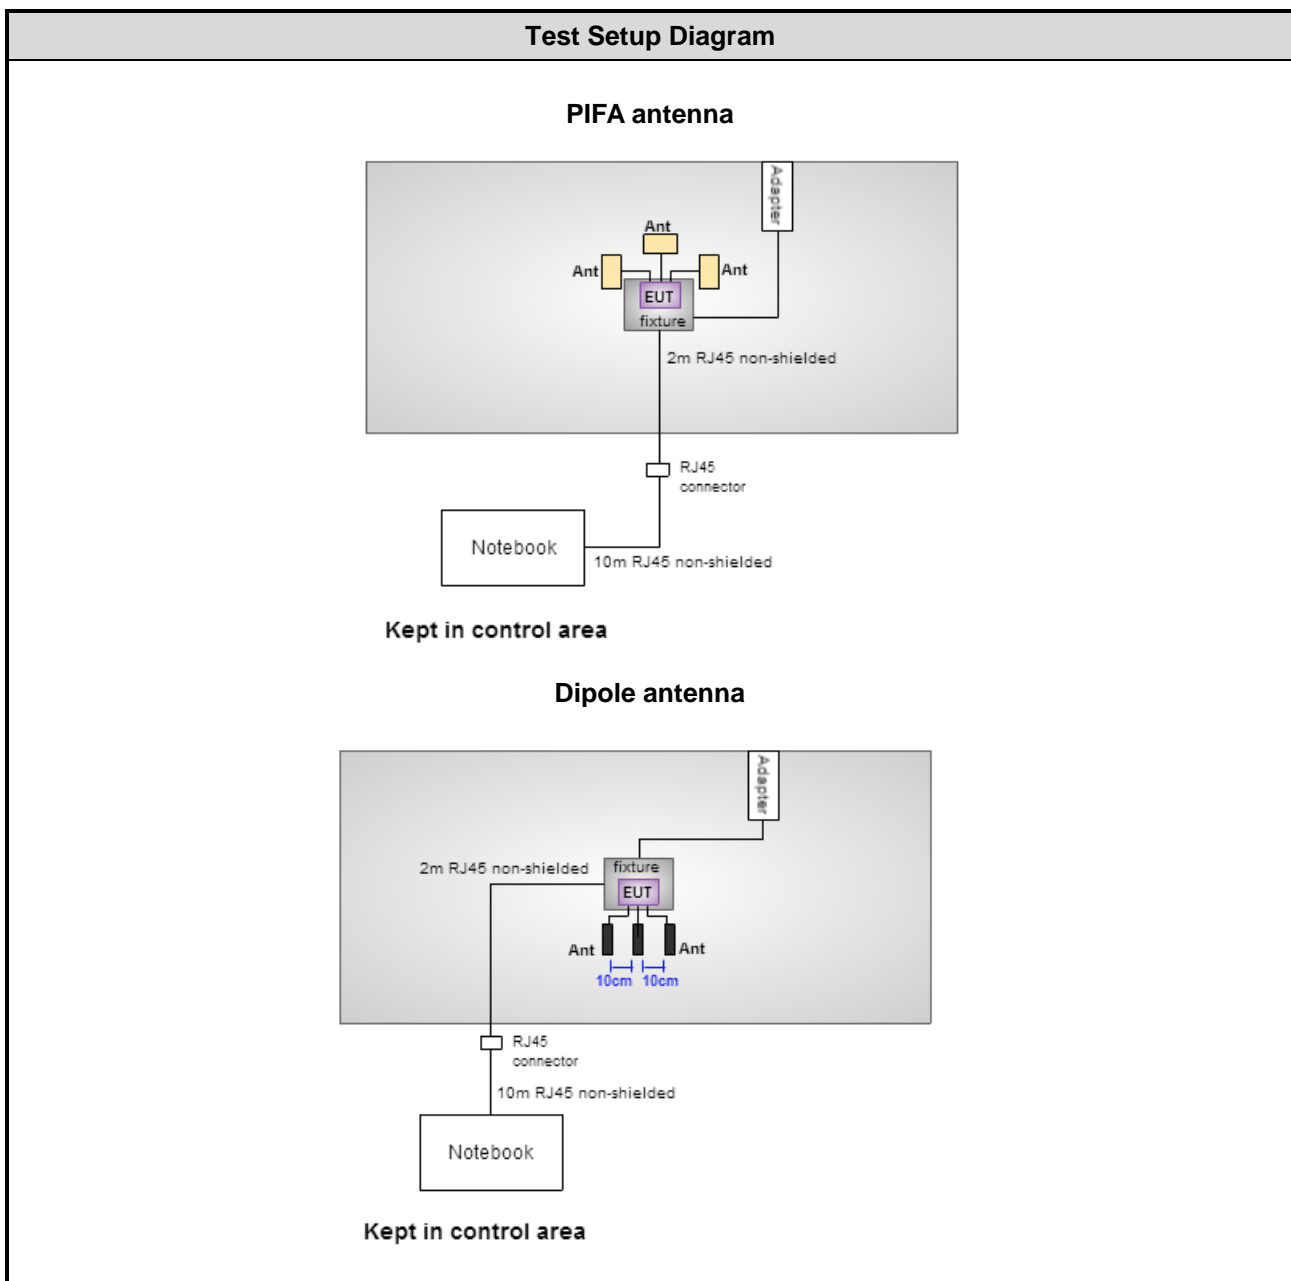 Test Setup Diagram
PIFA antenna
Adapter
Ant
Ant
Ant
EUT
fixture
2m RJ45 non-shielded
RJ45
connector
Notebook
10m RJ45 non-shielded
Kept in control area
Dipole antenna
Adapter
2m RJ45 non-shielded
fixture
EUT
Ant
Ant
10cm
10cm
RJ45
connector
10m RJ45 non-shielded
Notebook
Kept in control area